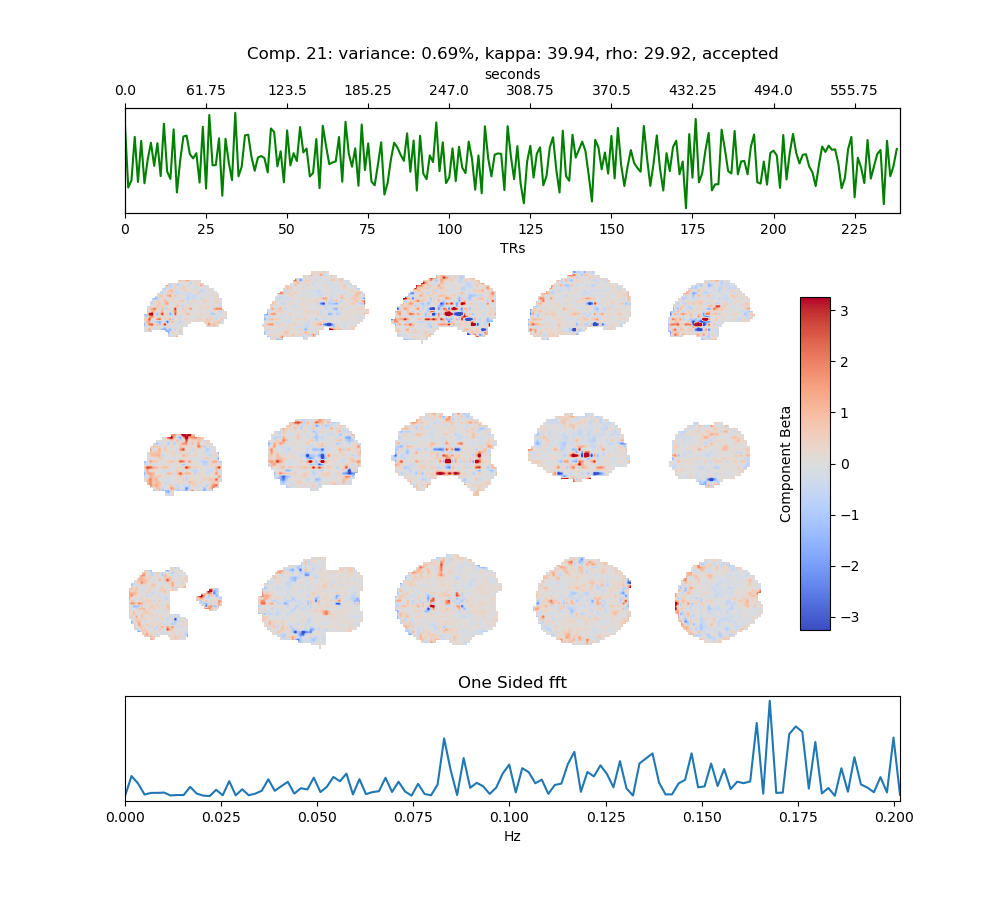 Comp. 21: variance: 0.69%, kappa: 39.94, rho: 29.92, accepted
seconds
0.0 61.75 123.5 185.25 247.0 308.75 370.5 432.25 494.0 555.75
0 25 50 75 100 125 150 175 200 225
TRs
3
2
1
0
−1
−2
−3
Component Beta
One Sided fft
0.000 0.025 0.050 0.075 0.100 0.125 0.150 0.175 0.200
Hz